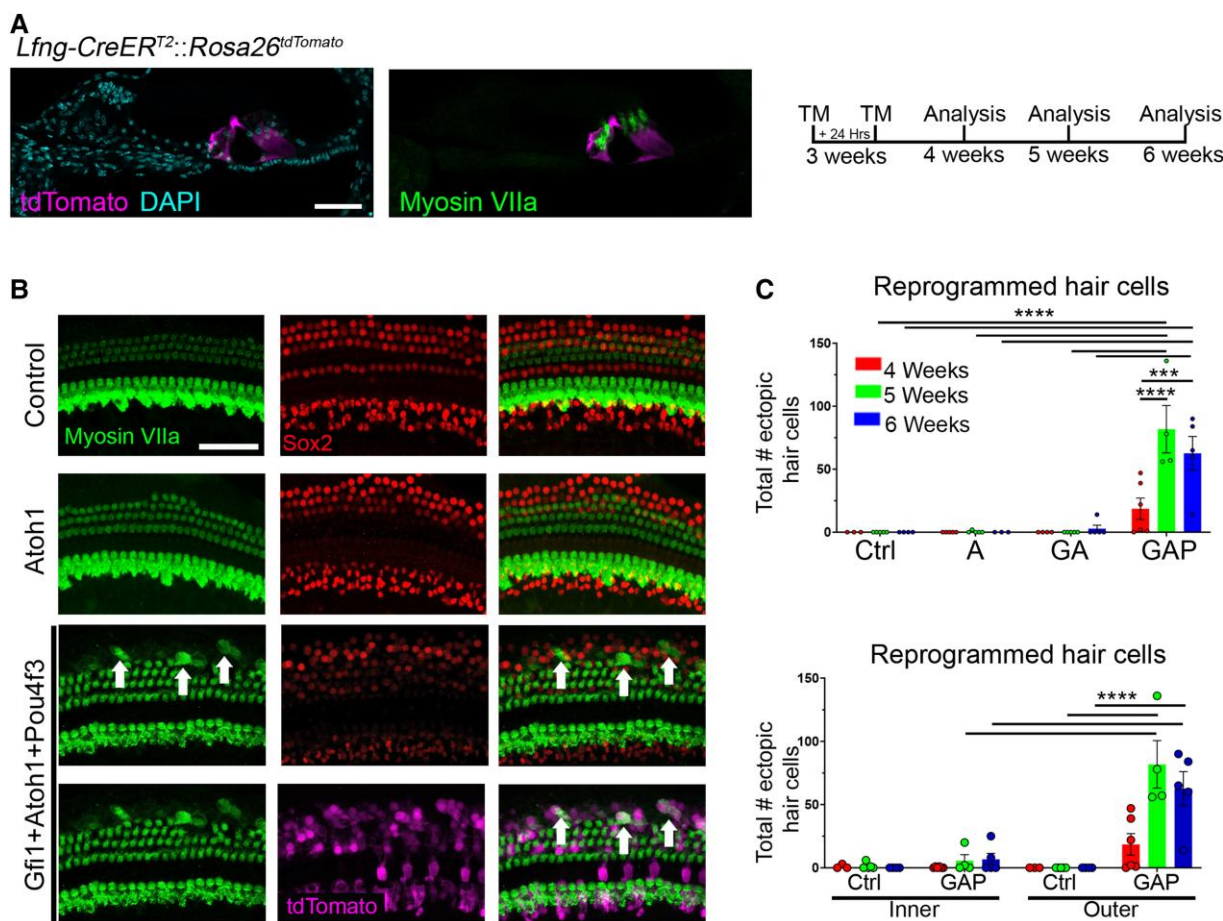 A
Lfng-CreERT2::Rosa26tdTomato
tdTomato DAPI
Myosin VIIa
TM TM Analysis Analysis Analysis
+ 24 Hrs
3 weeks 4 weeks 5 weeks 6 weeks
B
Control
Myosin VIIa
Sox2
Atoh1
Gfi1+Atoh1+Pou4f3
tdTomato
C
Reprogrammed hair cells
****
***
****
4 Weeks
5 Weeks
6 Weeks
Total # ectopic
hair cells
150
100
50
0
Ctrl A GA GAP
Reprogrammed hair cells
****
Total # ectopic
hair cells
150
100
50
0
Ctrl GAP Ctrl GAP
Inner Outer